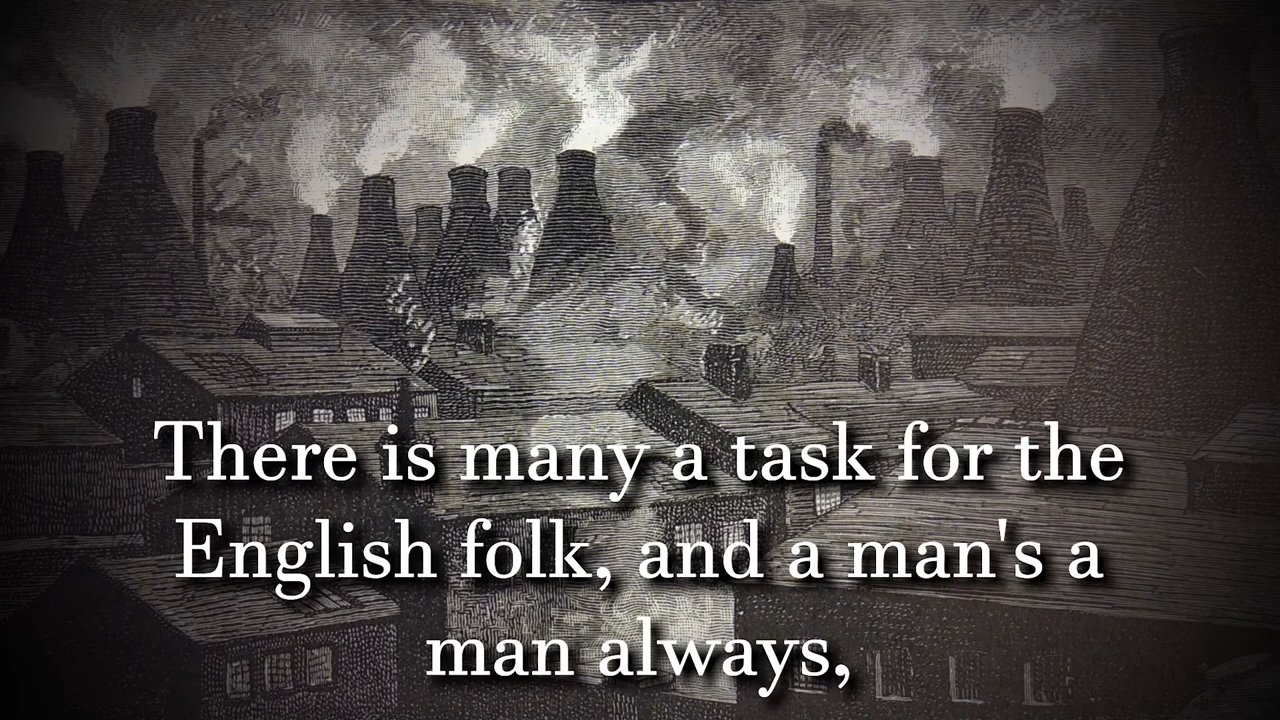 There is many a task for the
English folk, and a man's a
man always,